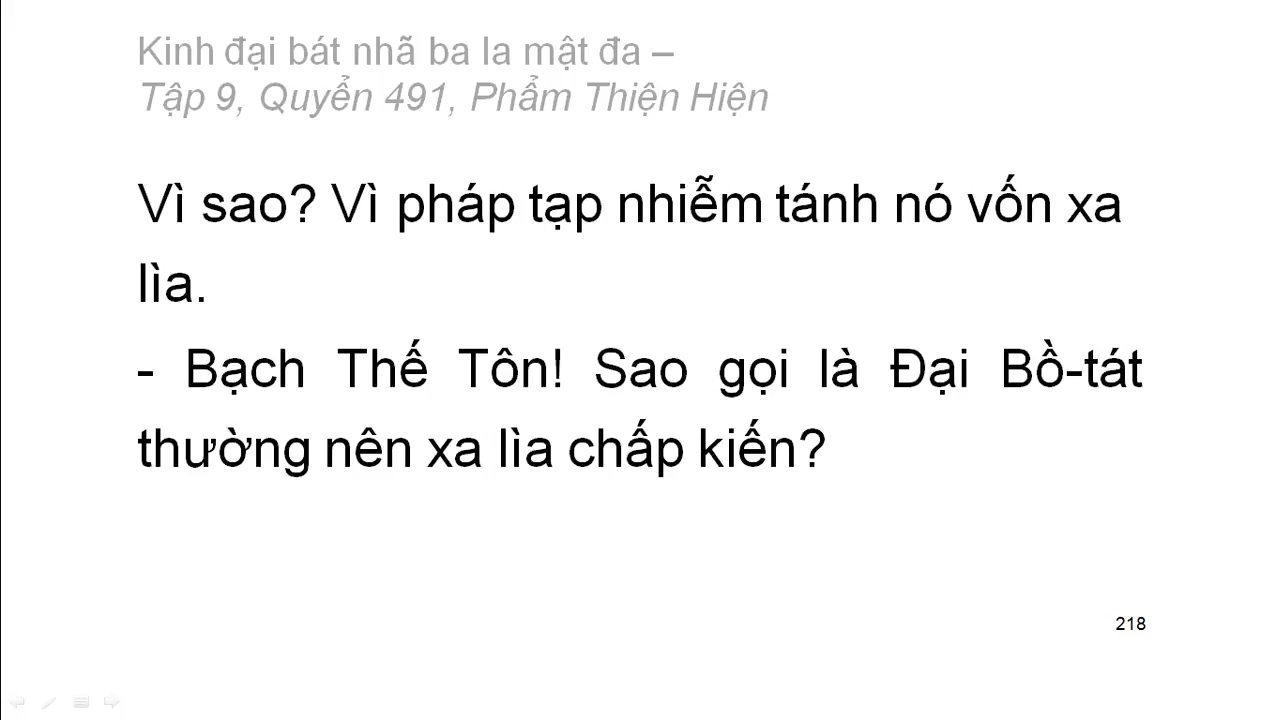 Kinh đại bát nhã ba la mật đa –
Tập 9, Quyển 491, Phẩm Thiện Hiện
Vì sao? Vì pháp tạp nhiễm tánh nó vốn xa
lìa.
- Bạch Thế Tôn! Sao gọi là Đại Bồ-tát
thường nên xa lìa chấp kiến?
218